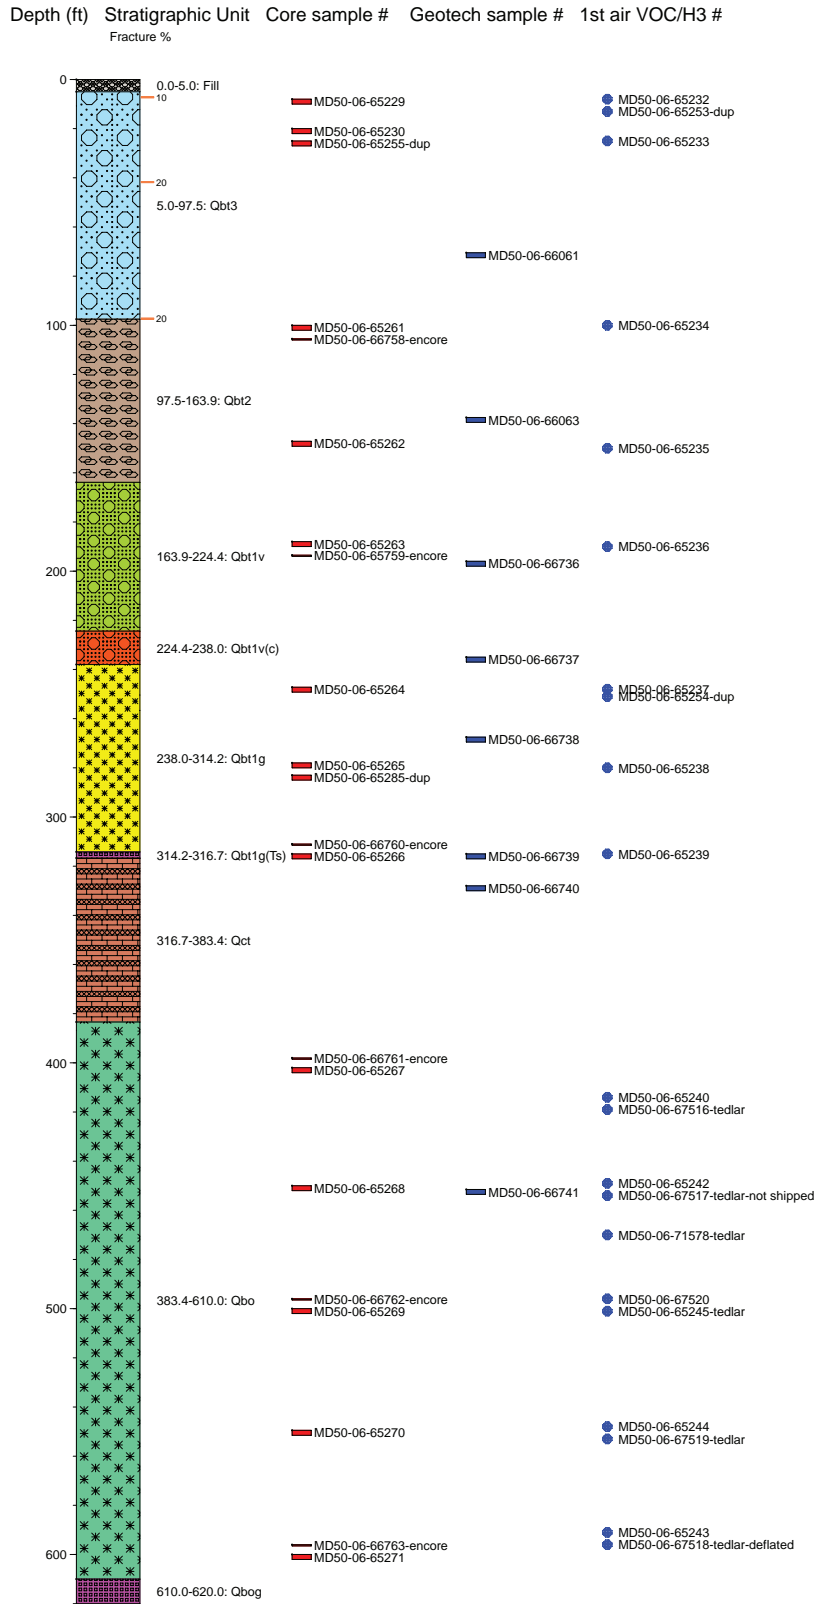 Depth (ft) Stratigraphic Unit Core sample # Geotech sample # 1st air VOC/H3 #
Fracture %
0
0.0-5.0: Fill
10
MD50-06-65229
MD50-06-65232
MD50-06-65253-dup
MD50-06-65230
MD50-06-65255-dup
MD50-06-65233
20
5.0-97.5: Qbt3
MD50-06-66061
20
100
MD50-06-65261
MD50-06-65234
MD50-06-66758-encore
97.5-163.9: Qbt2
MD50-06-66063
MD50-06-65262
MD50-06-65235
MD50-06-65263
MD50-06-65236
163.9-224.4: Qbt1v
MD50-06-65759-encore
MD50-06-66736
200
224.4-238.0: Qbt1v(c)
MD50-06-66737
MD50-06-65264
MD50-06-65237
MD50-06-65254-dup
MD50-06-66738
238.0-314.2: Qbt1g
MD50-06-65265
MD50-06-65238
MD50-06-65285-dup
300
MD50-06-66760-encore
314.2-316.7: Qbt1g(Ts)
MD50-06-65266
MD50-06-66739
MD50-06-65239
MD50-06-66740
316.7-383.4: Qct
400
MD50-06-66761-encore
MD50-06-65267
MD50-06-65240
MD50-06-67516-tedlar
MD50-06-65268
MD50-06-66741
MD50-06-65242
MD50-06-67517-tedlar-not shipped
MD50-06-71578-tedlar
383.4-610.0: Qbo
MD50-06-66762-encore
MD50-06-67520
500
MD50-06-65269
MD50-06-65245-tedlar
MD50-06-65270
MD50-06-65244
MD50-06-67519-tedlar
MD50-06-65243
MD50-06-66763-encore
MD50-06-67518-tedlar-deflated
600
MD50-06-65271
610.0-620.0: Qbog